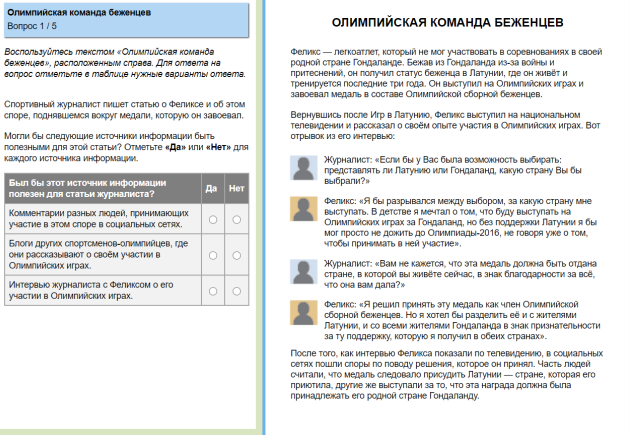 Олимпийская команда беженцев
Вопрос 1 / 5
Воспользуйтесь текстом «Олимпийская команда
беженцев», расположенным справа. Для ответа на
вопрос отметьте в таблице нужные варианты ответа.
Спортивный журналист пишет статью о Феликсе и об этом
споре, поднявшемся вокруг медали, которую он завоевал.
Могли бы следующие источники информации быть
полезными для этой статьи? Отметьте «Да» или «Нет» для
каждого источника информации.
Был бы этот источник информации
полезен для статьи журналиста?
Да
Нет
Комментарии разных людей, принимающих
участие в этом споре в социальных сетях.
Блоги других спортсменов-олимпийцев, где
они рассказывают о своём участии в
Олимпийских играх.
Интервью журналиста с Феликсом о его
участии в Олимпийских играх.
ОЛИМПИЙСКАЯ КОМАНДА БЕЖЕНЦЕВ
Феликс — легкоатлет, который не мог участвовать в соревнованиях в своей
родной стране Гондаланде. Бежав из Гондаланда из-за войны и
притеснений, он получил статус беженца в Латунии, где он живёт и
тренируется последние три года. Он выступил на Олимпийских играх и
завоевал медаль в составе Олимпийской сборной беженцев.
Вернувшись после Игр в Латунию, Феликс выступил на национальном
телевидении и рассказал о своём опыте участия в Олимпийских играх. Вот
отрывок из его интервью:
Журналист: «Если бы у Вас была возможность выбирать:
представлять ли Латунию или Гондаланд, какую страну Вы бы
выбрали?»
Феликс: «Я бы разрывался между выбором, за какую страну мне
выступать. В детстве я мечтал о том, что буду выступать на
Олимпийских играх за Гондаланд, но без поддержки Латунии я бы
мог просто не дожить до Олимпиады-2016, не говоря уже о том,
чтобы принимать в ней участие».
Журналист: «Вам не кажется, что эта медаль должна быть отдана
стране, в которой вы живёте сейчас, в знак благодарности за всё,
что она вам дала?»
Феликс: «Я решил принять эту медаль как член Олимпийской
сборной беженцев. Но я хотел бы разделить её и с жителями
Латунии, и со всеми жителями Гондаланда в знак признательности
за ту поддержку, которую я получил в обеих странах».
После того, как интервью Феликса показали по телевидению, в социальных
сетях пошли споры по поводу решения, которое он принял. Часть людей
считали, что медаль следовало присудить Латунии — стране, которая его
приютила, другие же выступали за то, что эта награда должна была
принадлежать его родной стране Гондаланду.